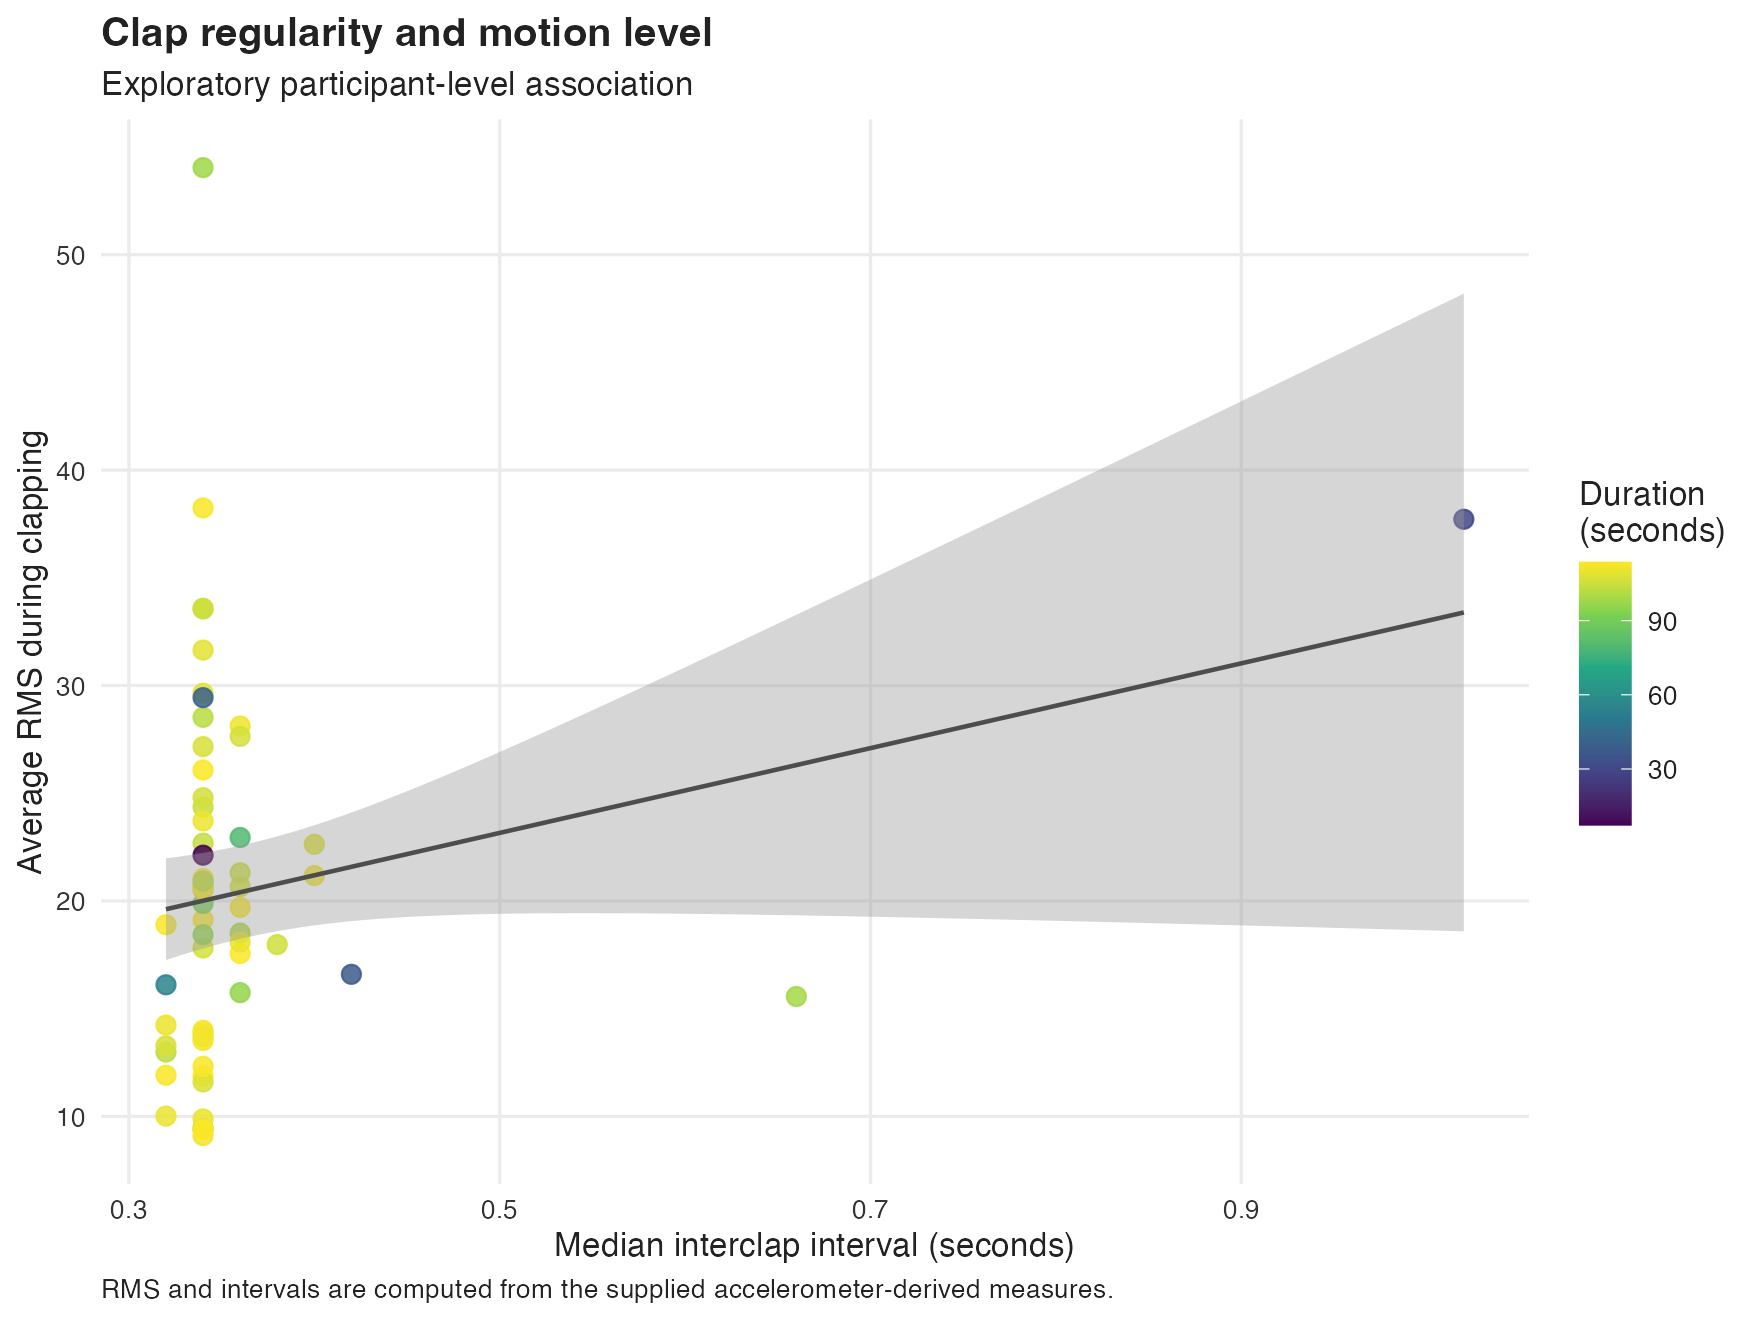 Clap regularity and motion level
Exploratory participant-level association
Average RMS during clapping
50
40
30
20
10
0.3
0.5
0.7
0.9
Median interclap interval (seconds)
Duration
(seconds)
90
60
30
RMS and intervals are computed from the supplied accelerometer-derived measures.